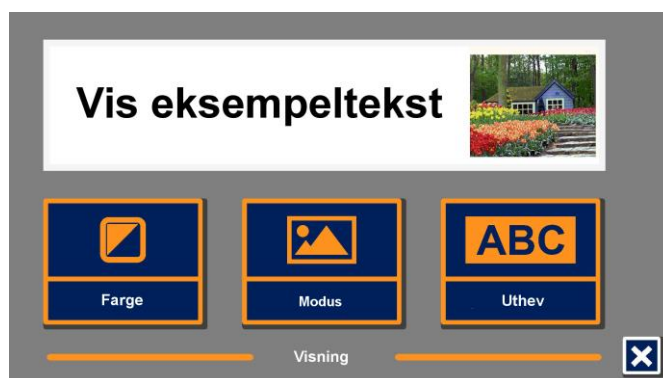 Vis eksempeltekst
ABC
Farge
Modus
Uthev
Visning